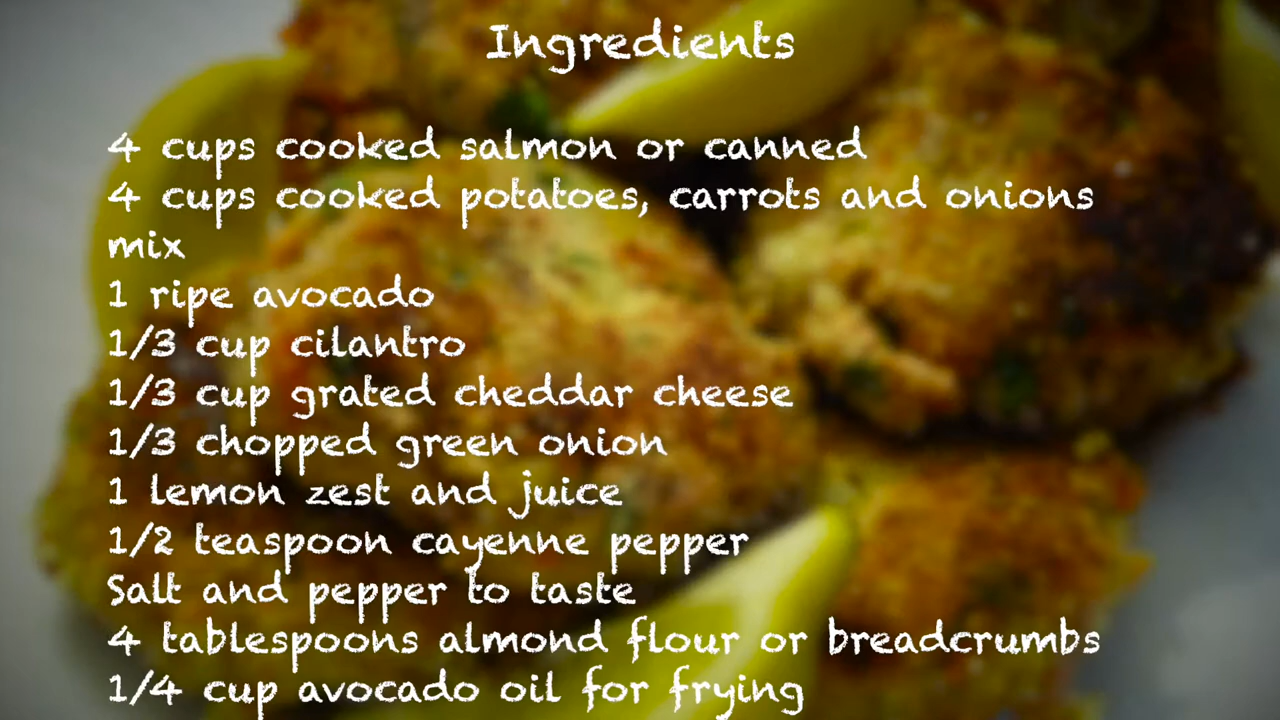 Ingredients
4 cups cooked salmon or canned
4 cups cooked potatoes, carrots and onions
mix
1 ripe avocado
1/3 cup cilantro
1/3 cup grated cheddar cheese
1/3 chopped green onion
1 lemon zest and juice
1/2 teaspoon cayenne pepper
Salt and pepper to taste
4 tablespoons almond flour or breadcrumbs
1/4 cup avocado oil for frying